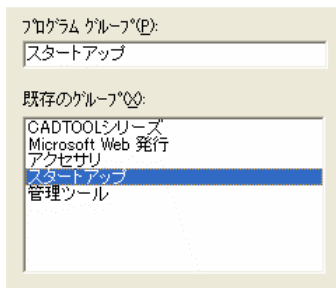 ﾌﾟﾛｸﾞﾗﾑ ｸﾞﾙｰﾌﾟ(P):
スタートアップ
既存のｸﾞﾙｰﾌﾟ(X):
CADTOOLシリーズ
Microsoft Web 発行
アクセサリ
スタートアップ
管理ツール